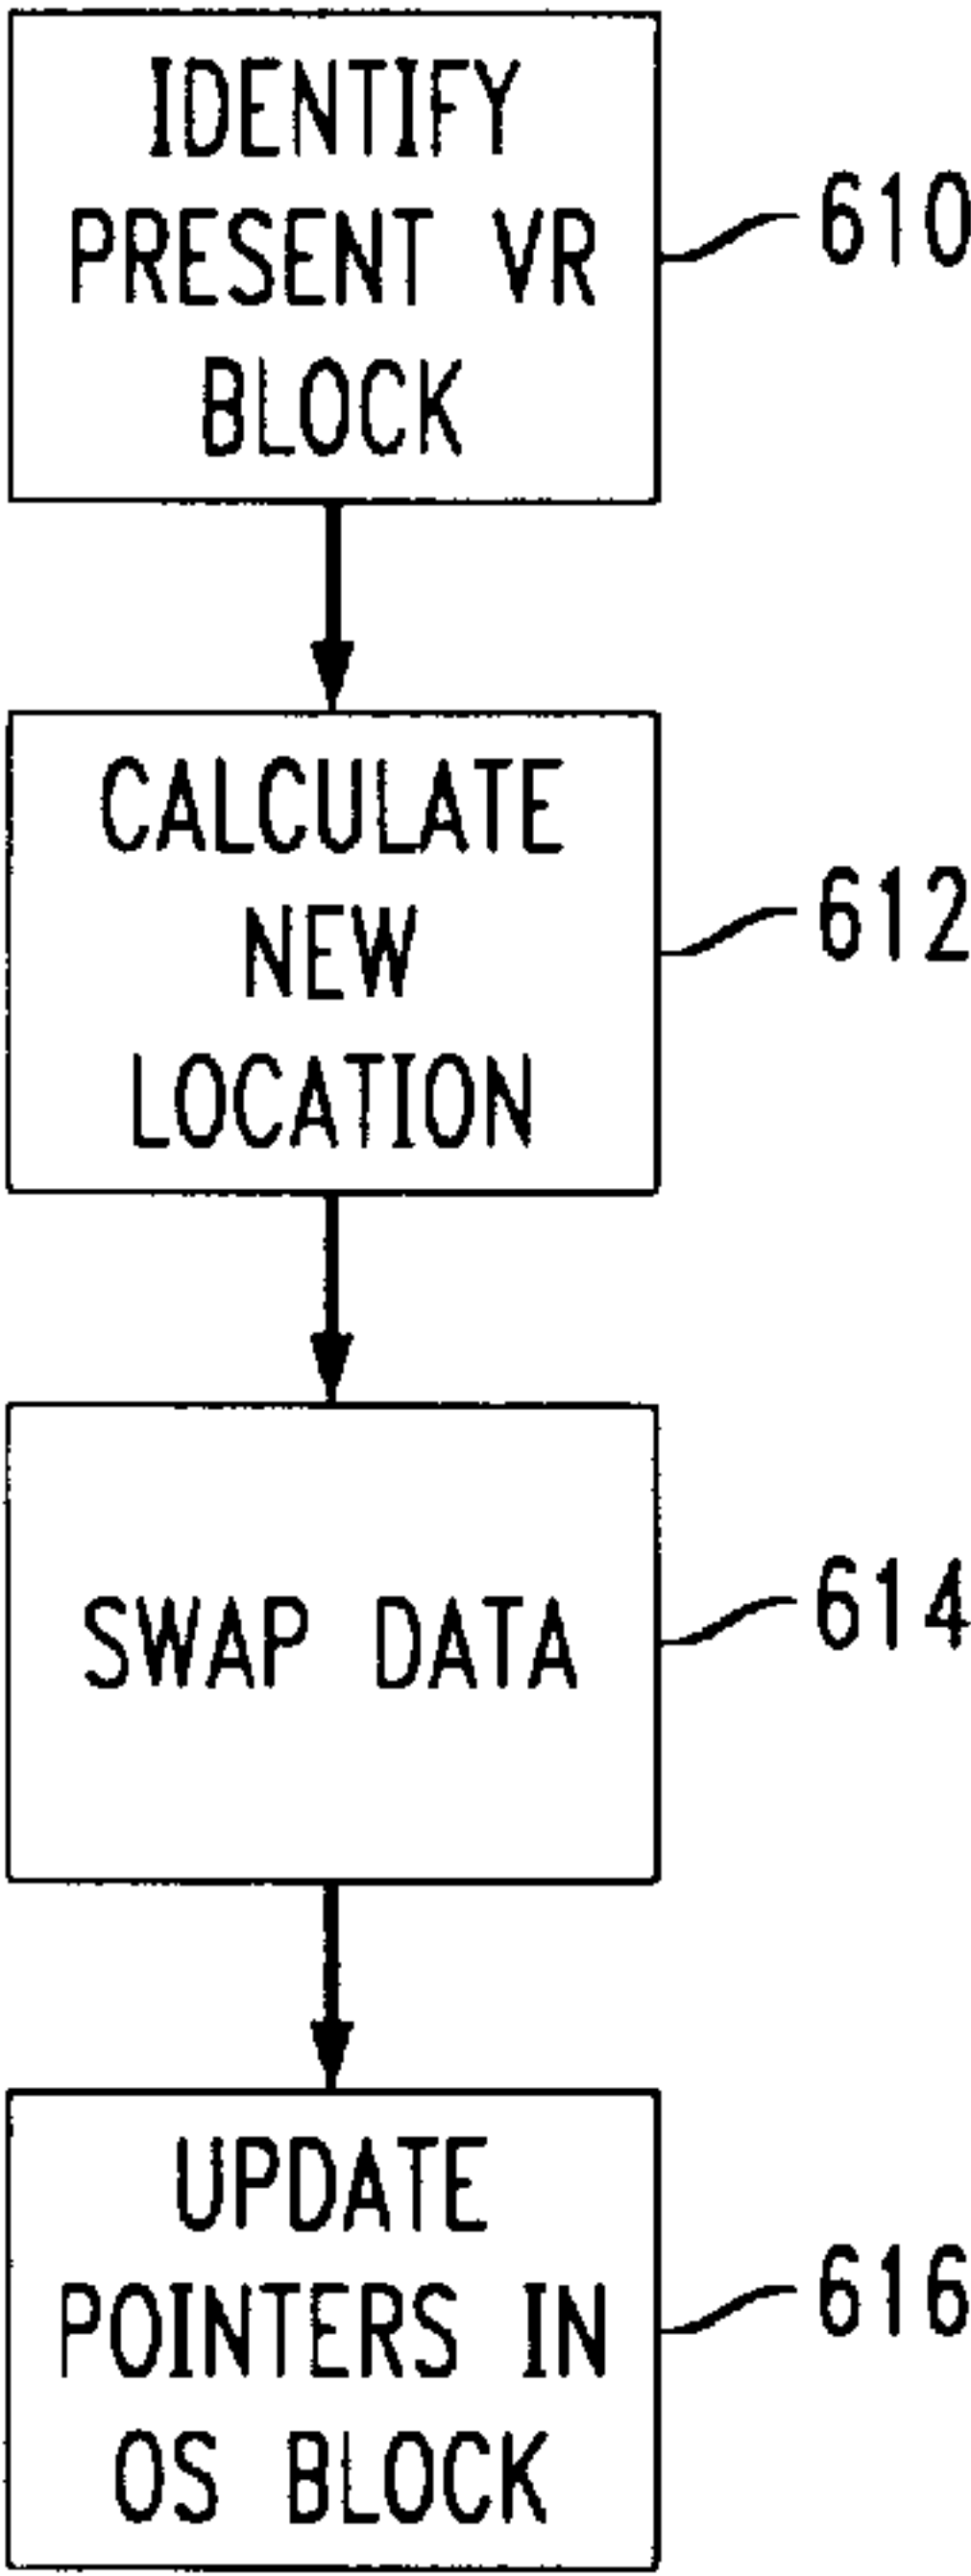 IDENTIFY
PRESENT VR
BLOCK
610
CALCULATE
NEW
LOCATION
612
SWAP DATA
614
UPDATE
POINTERS IN
OS BLOCK
616